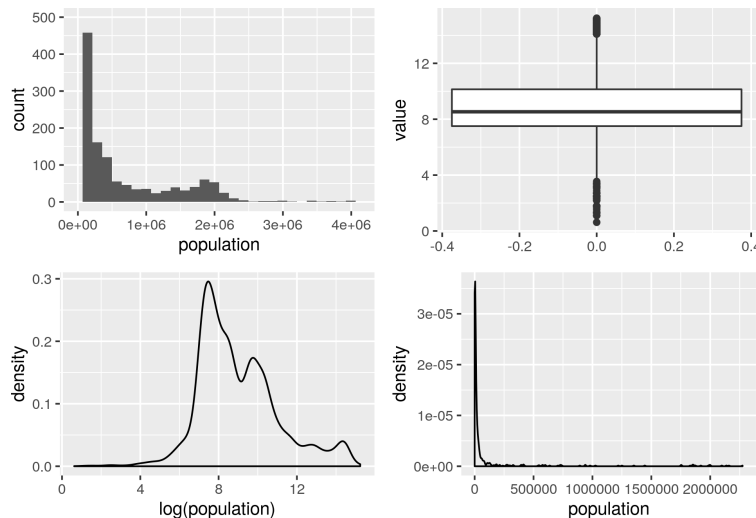 500
400
300
200
100
0
count
0e+00 1e+06 2e+06 3e+06 4e+06
population
12
8
4
0
value
-0.4 -0.2 0.0 0.2 0.4
0.3
0.2
0.1
0.0
density
0 4 8 12
log(population)
3e-05
2e-05
1e-05
0e+00
density
0 500000 1000000 1500000 2000000
population